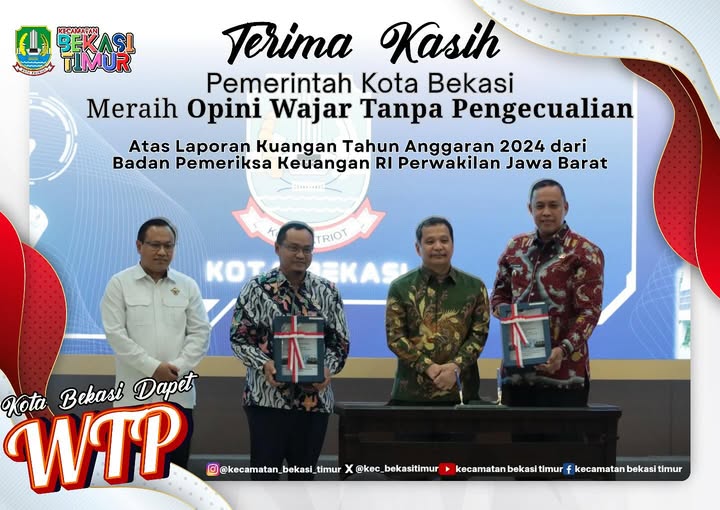 KECAMATAN
BEKASI
TIMUR
Terima Kasih
Pemerintah Kota Bekasi
Meraih Opini Wajar Tanpa Pengecualian
Atas Laporan Kuangan Tahun Anggaran 2024 dari
Badan Pemeriksa Keuangan RI Perwakilan Jawa Barat
KOTA BEKASI
Kota Bekasi Dapet
WTP
@kecamatan_bekasi_timur @kec_bekasitimur kecamatan bekasi timur kecamatan bekasi timur